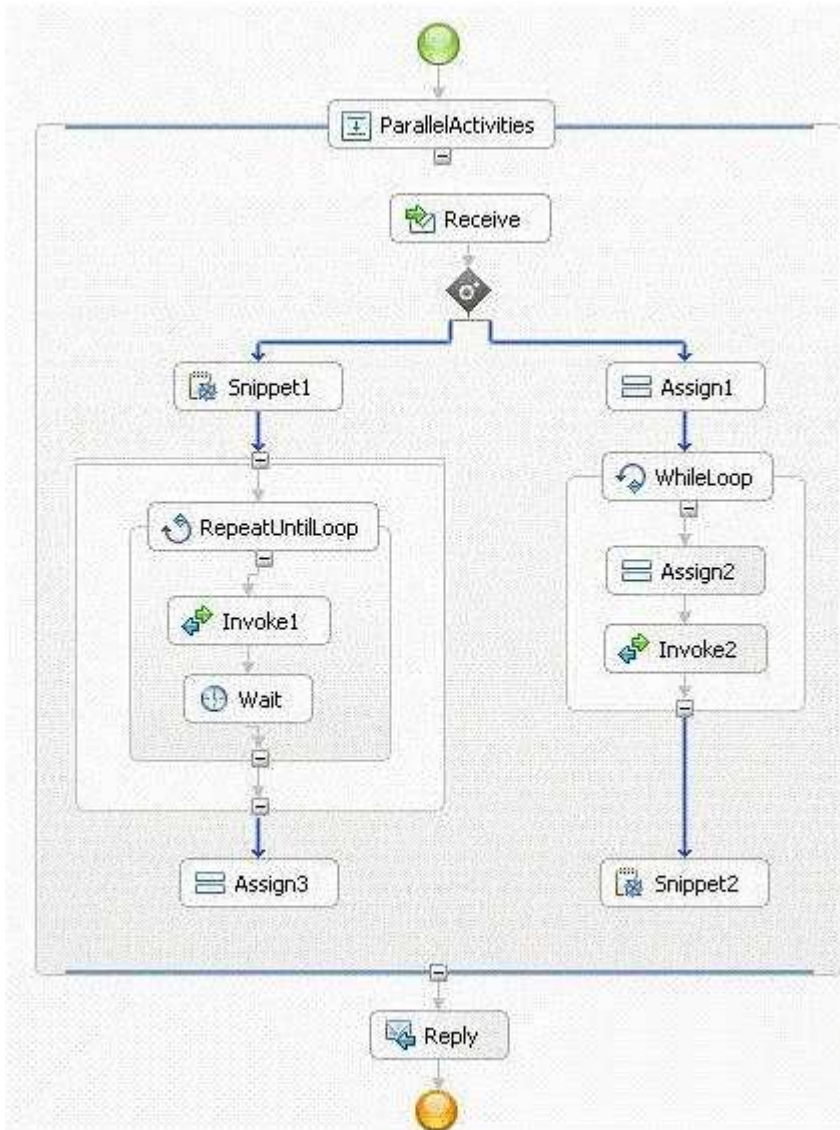 ParallelActivities
Receive
Snippet1
Assign1
WhileLoop
RepeatUntilLoop
Assign2
Invoke1
Invoke2
Wait
Assign3
Snippet2
Reply